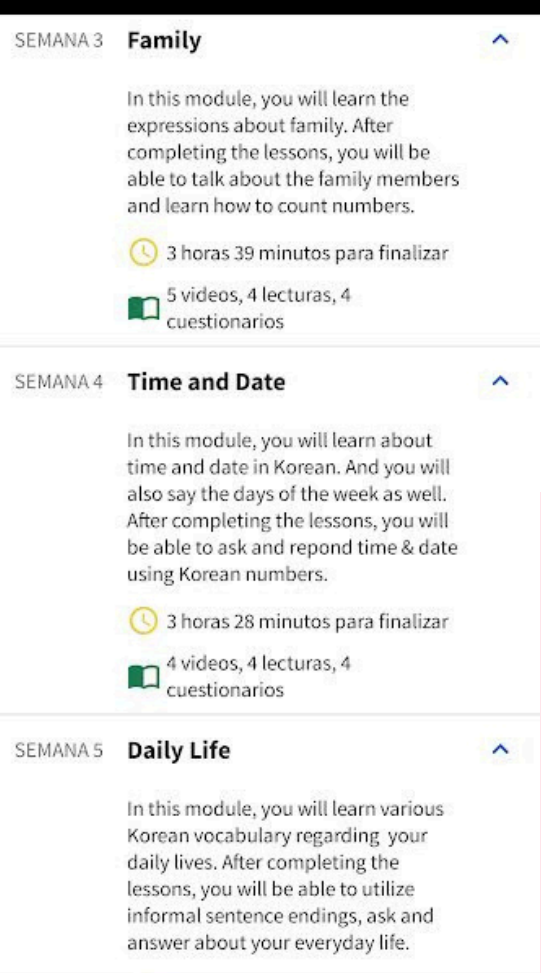 SEMANA 3 Family
In this module, you will learn the
expressions about family. After
completing the lessons, you will be
able to talk about the family members
and learn how to count numbers.
3 horas 39 minutos para finalizar
5 videos, 4 lecturas, 4
cuestionarios
SEMANA 4 Time and Date
In this module, you will learn about
time and date in Korean. And you will
also say the days of the week as well.
After completing the lessons, you will
be able to ask and repond time & date
using Korean numbers.
3 horas 28 minutos para finalizar
4 videos, 4 lecturas, 4
cuestionarios
SEMANA 5 Daily Life
In this module, you will learn various
Korean vocabulary regarding your
daily lives. After completing the
lessons, you will be able to utilize
informal sentence endings, ask and
answer about your everyday life.